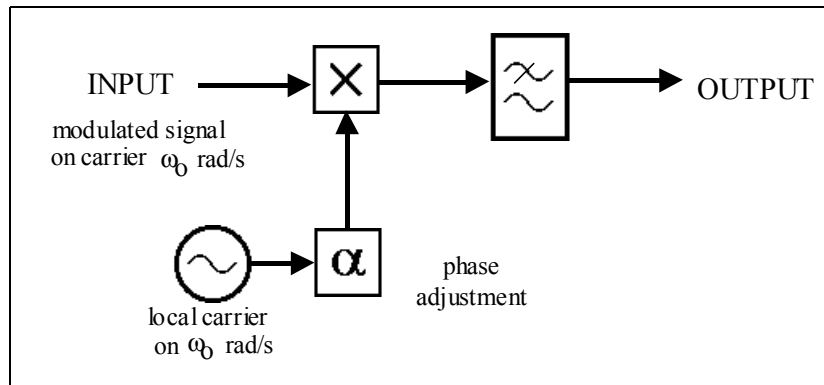 INPUT
modulated signal
on carrier ω₀ rad/s
OUTPUT
α
phase
adjustment
local carrier
on ω₀ rad/s